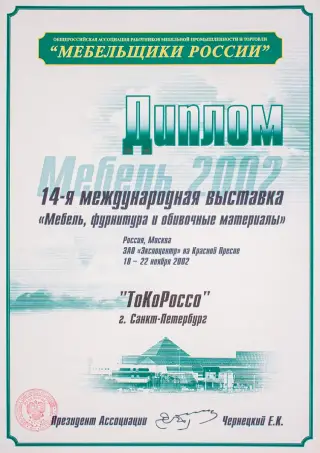 ОБЩЕРОССИЙСКАЯ АССОЦИАЦИЯ РАБОТНИКОВ МЕБЕЛЬНОЙ ПРОМЫШЛЕННОСТИ И ТОРГОВЛИ
"МЕБЕЛЬЩИКИ РОССИИ"
Диплом
Мебель 2002
14-я международная выставка
«Мебель, фурнитура и обивочные материалы»
Россия, Москва
ЗАО «Экспоцентр» на Красной Пресне
18 – 22 ноября 2002
"ТоКоРоссо"
г. Санкт-Петербург
Президент Ассоциации Чернецкий Е.К.